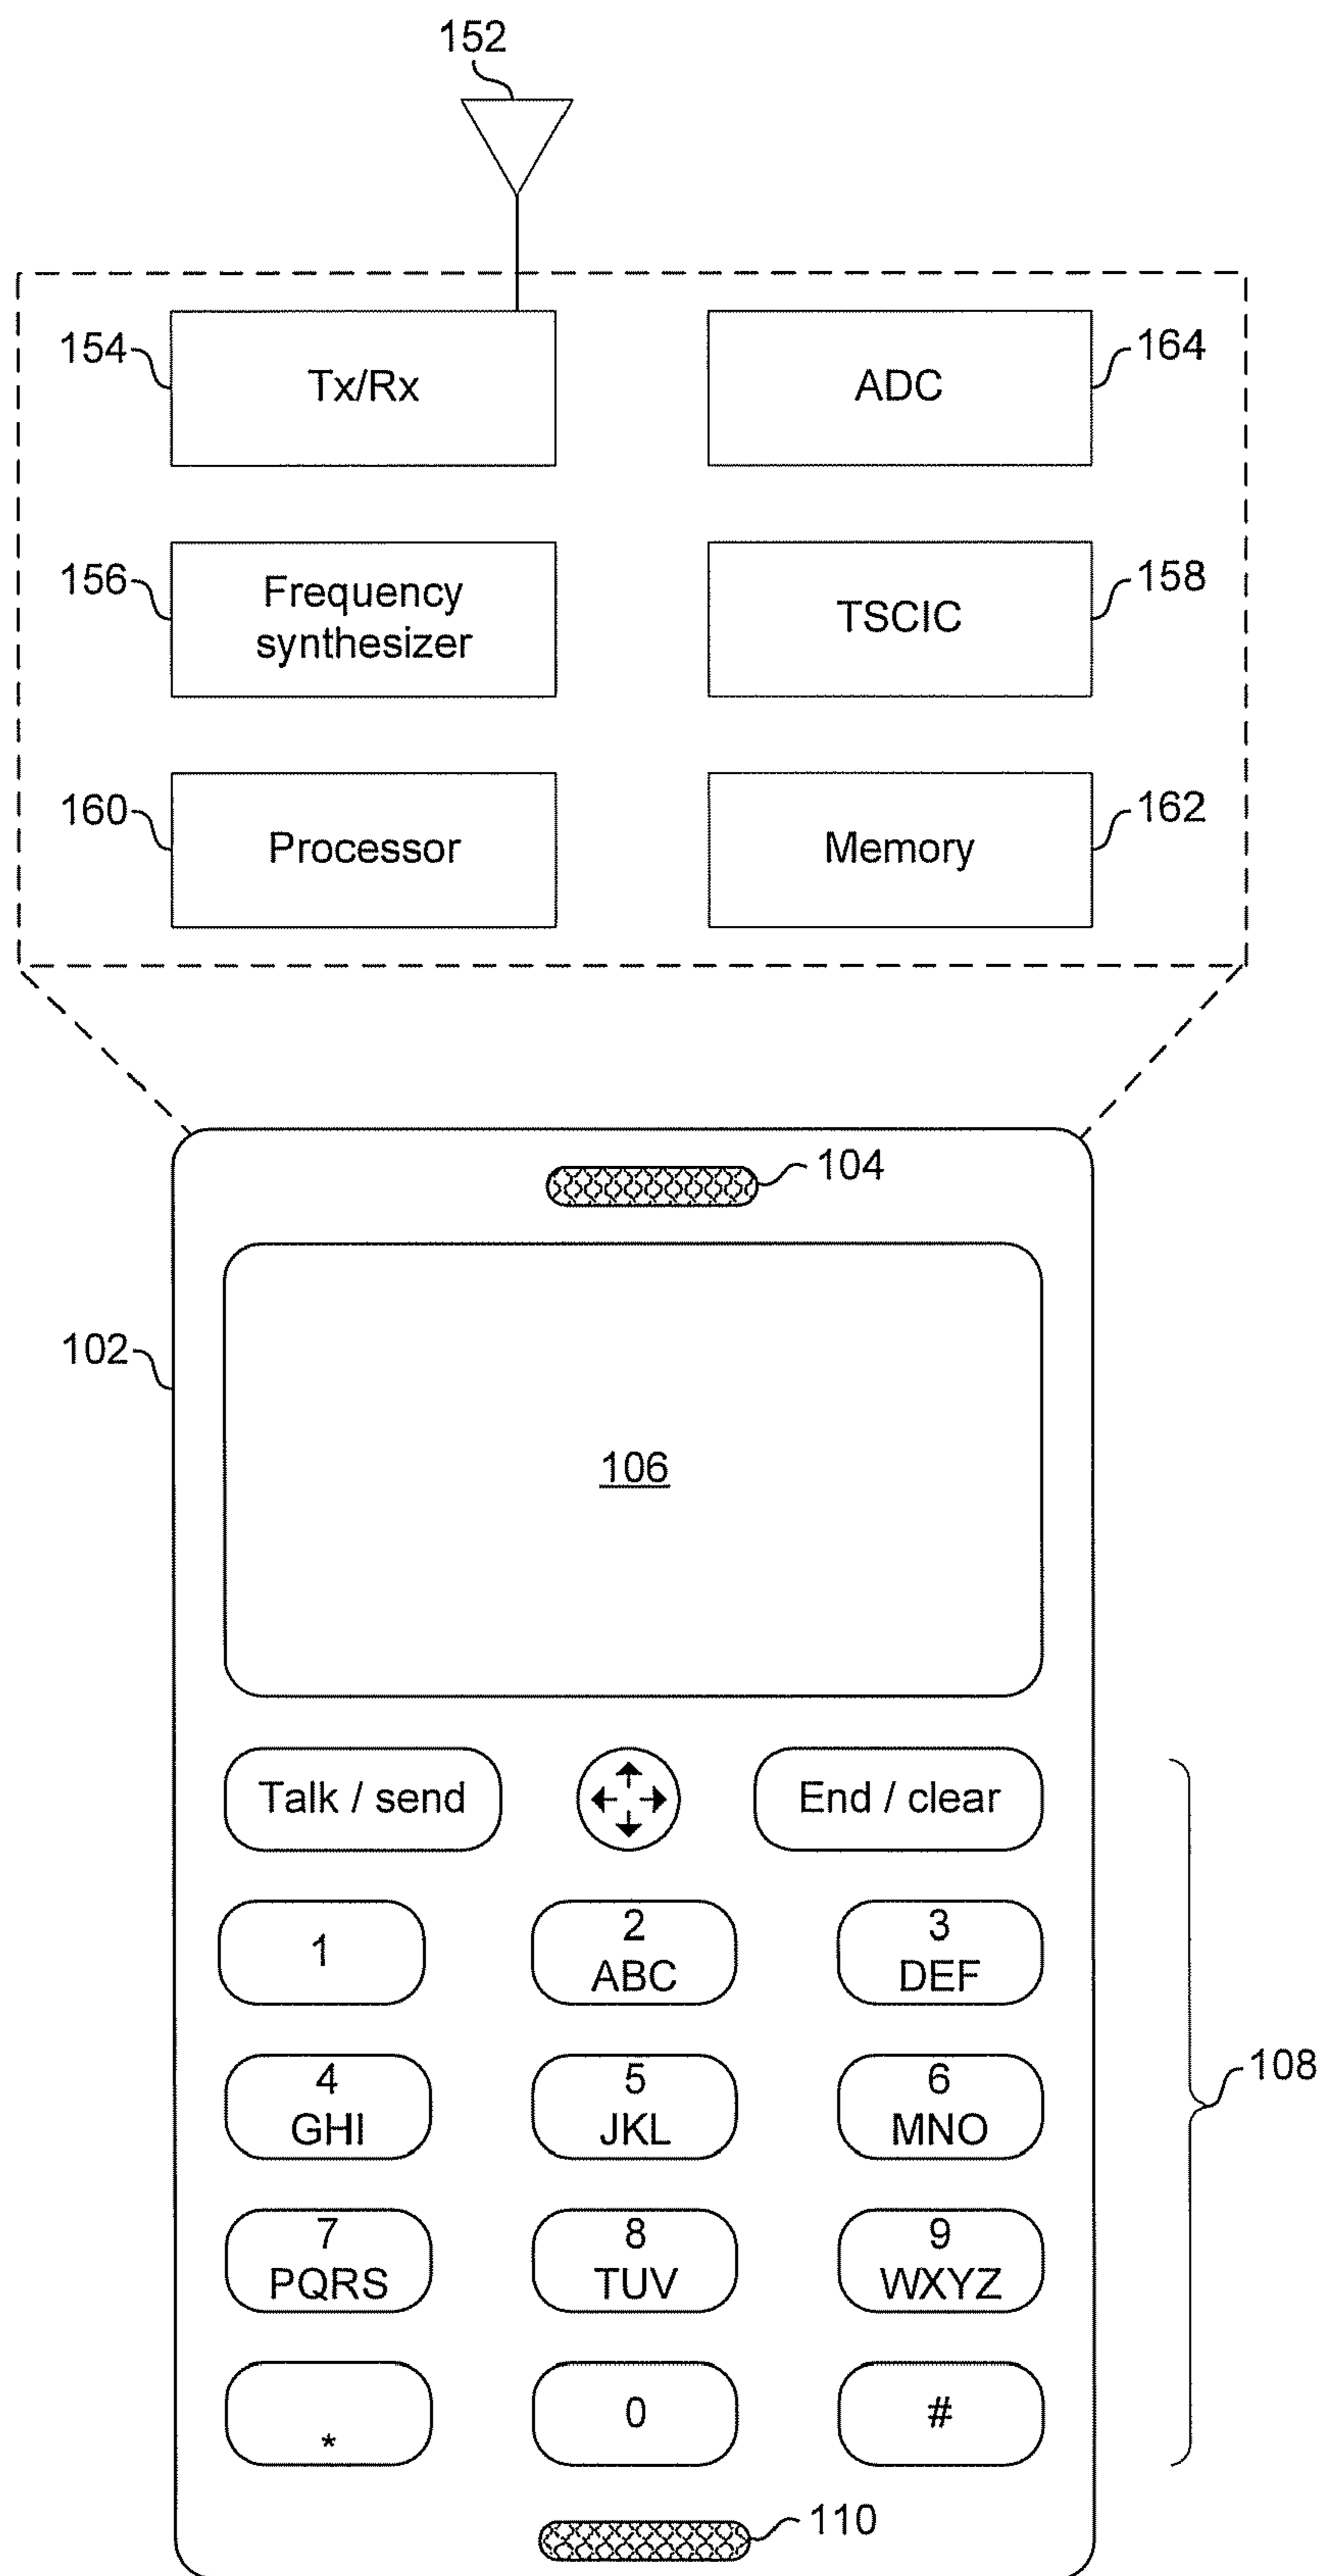 152
154
Tx/Rx
ADC
164
156
Frequency
synthesizer
TSCIC
158
160
Processor
Memory
162
104
102
106
Talk / send
End / clear
1
2
ABC
3
DEF
4
GHI
5
JKL
6
MNO
108
7
PQRS
8
TUV
9
WXYZ
*
0
#
110